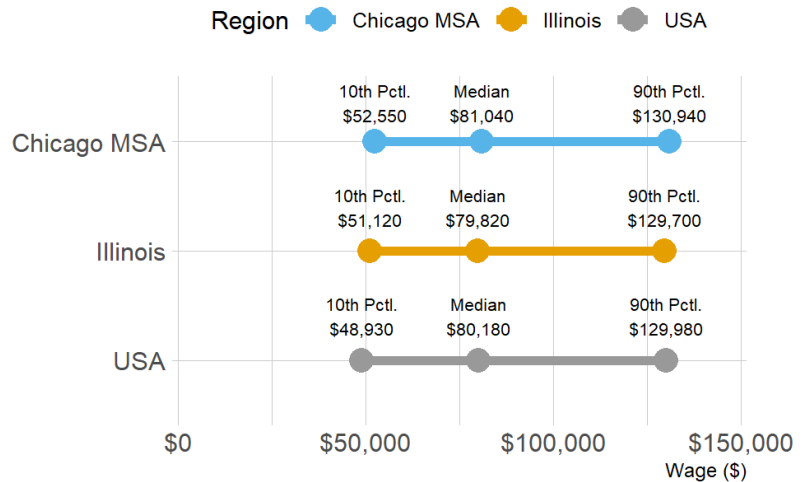 Region Chicago MSA Illinois USA
10th Pctl. Median 90th Pctl.
$52,550 $81,040 $130,940
Chicago MSA
10th Pctl. Median 90th Pctl.
$51,120 $79,820 $129,700
Illinois
10th Pctl. Median 90th Pctl.
$48,930 $80,180 $129,980
USA
$0 $50,000 $100,000 $150,000
Wage ($)